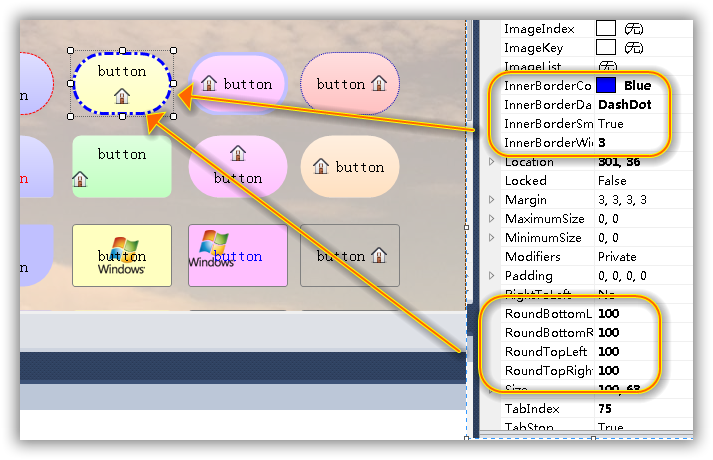 button
button
button
button
button
button
button
button
Windows
button
Windows
button
ImageIndex (无)
ImageKey (无)
ImageList (无)
InnerBorderCo Blue
InnerBorderDa DashDot
InnerBorderSm True
InnerBorderWi 3
Location 301, 36
Locked False
Margin 3, 3, 3, 3
MaximumSize 0, 0
MinimumSize 0, 0
Modifiers Private
Padding 0, 0, 0, 0
RightToLeft No
RoundBottomL 100
RoundBottomR 100
RoundTopLeft 100
RoundTopRigh 100
Size 100, 63
TabIndex 75
TabStop True